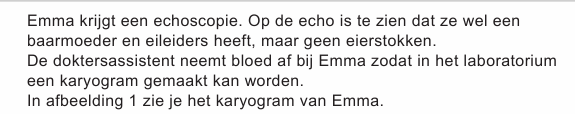 Emma krijgt een echoscopie. Op de echo is te zien dat ze wel een
baarmoeder en eileiders heeft, maar geen eierstokken.
De doktersassistent neemt bloed af bij Emma zodat in het laboratorium
een karyogram gemaakt kan worden.
In afbeelding 1 zie je het karyogram van Emma.